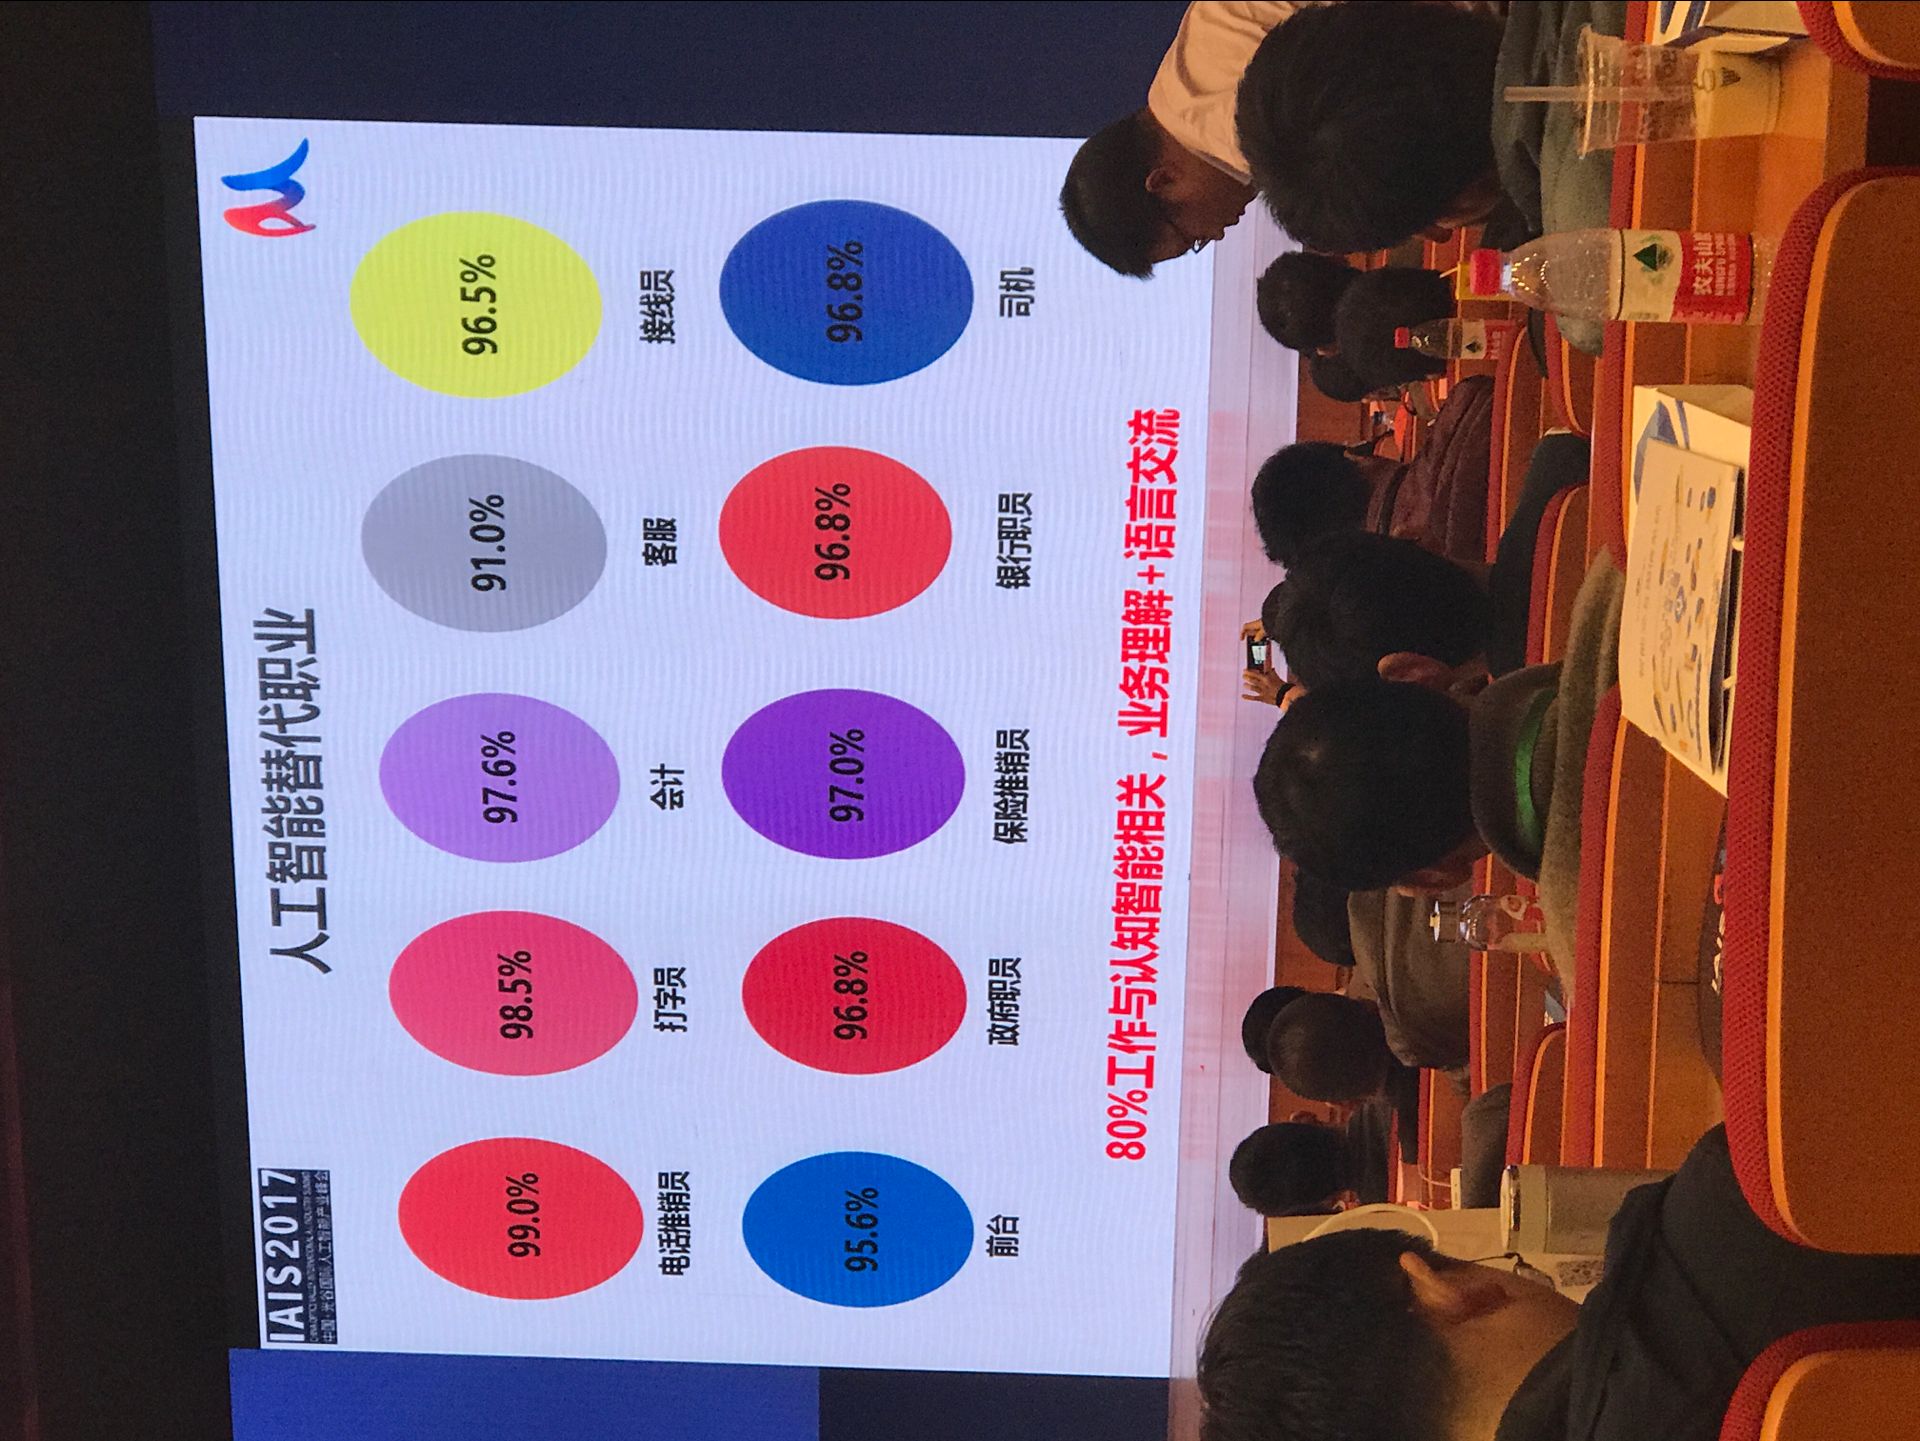 IAIS2017
CHINA OPTICS VALLEY INTERNATIONAL A.I INDUSTRY SUMMIT
中国·光谷国际人工智能产业峰会
人工智能替代职业
99.0% 98.5% 97.6% 91.0% 96.5%
电话推销员 打字员 会计 客服 接线员
95.6% 96.8% 97.0% 96.8% 96.8%
前台 政府职员 保险推销员 银行职员 司机
80%工作与认知智能相关，业务理解+语言交流
IAIS
农夫山
NONGFU SPRI